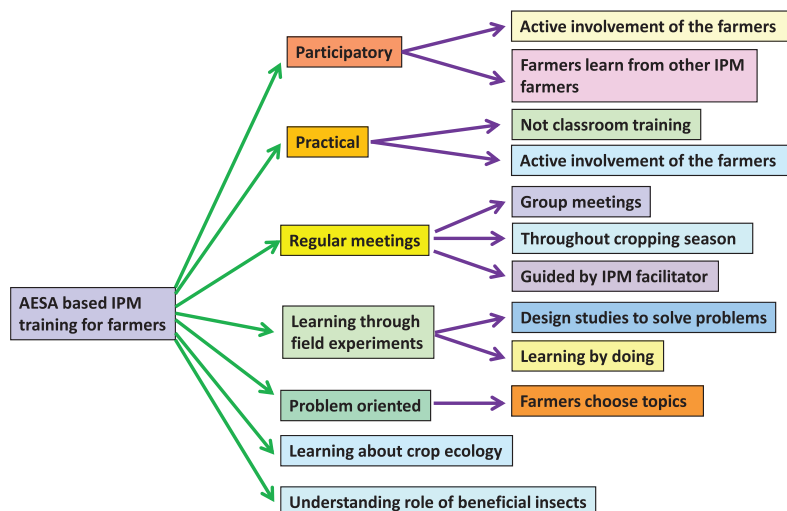 AESA based IPM
training for farmers
Participatory
Active involvement of the farmers
Farmers learn from other IPM
farmers
Practical
Not classroom training
Active involvement of the farmers
Regular meetings
Group meetings
Throughout cropping season
Guided by IPM facilitator
Learning through
field experiments
Design studies to solve problems
Learning by doing
Problem oriented
Farmers choose topics
Learning about crop ecology
Understanding role of beneficial insects